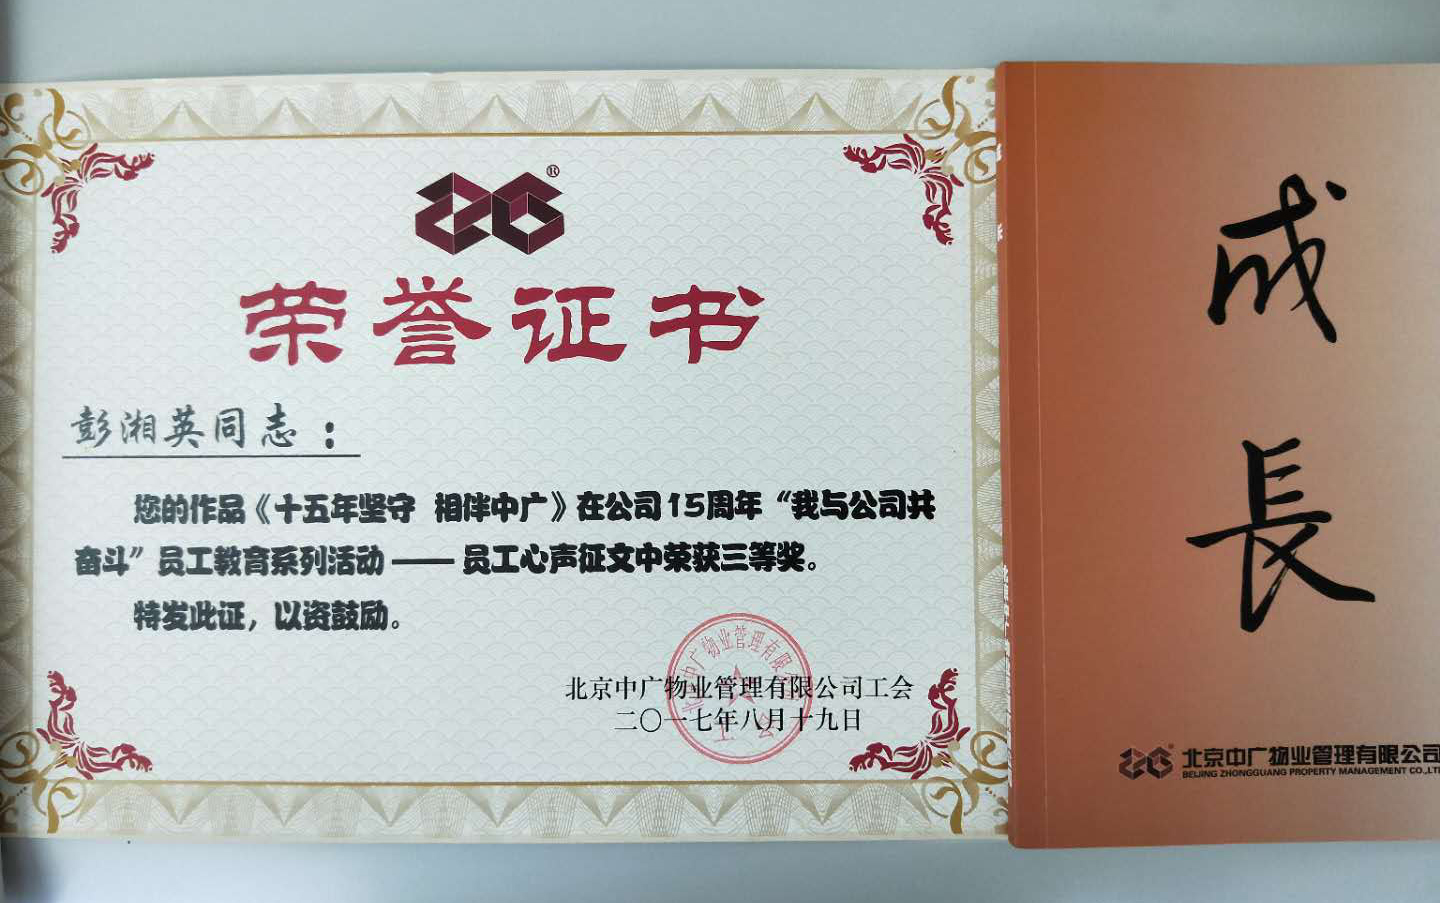 ®
荣誉证书
彭湘英同志：
您的作品《十五年坚守 相伴中广》在公司15周年“我与公司共
奋斗”员工教育系列活动——员工心声征文中荣获三等奖。
特发此证，以资鼓励。
北京中广物业管理有限公司工会
二〇一七年八月十九日
成
長
北京中广物业管理有限公司
BEIJING ZHONGGUANG PROPERTY MANAGEMENT CO.,LT